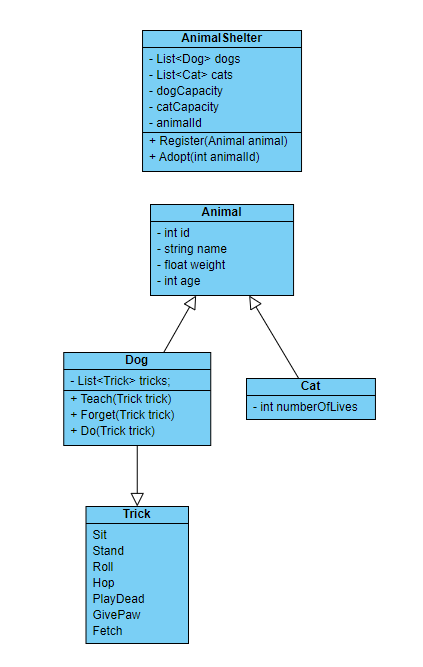 AnimalShelter
- List<Dog> dogs
- List<Cat> cats
- dogCapacity
- catCapacity
- animalId
+ Register(Animal animal)
+ Adopt(int animalId)
Animal
- int id
- string name
- float weight
- int age
Dog
- List<Trick> tricks;
+ Teach(Trick trick)
+ Forget(Trick trick)
+ Do(Trick trick)
Cat
- int numberOfLives
Trick
Sit
Stand
Roll
Hop
PlayDead
GivePaw
Fetch